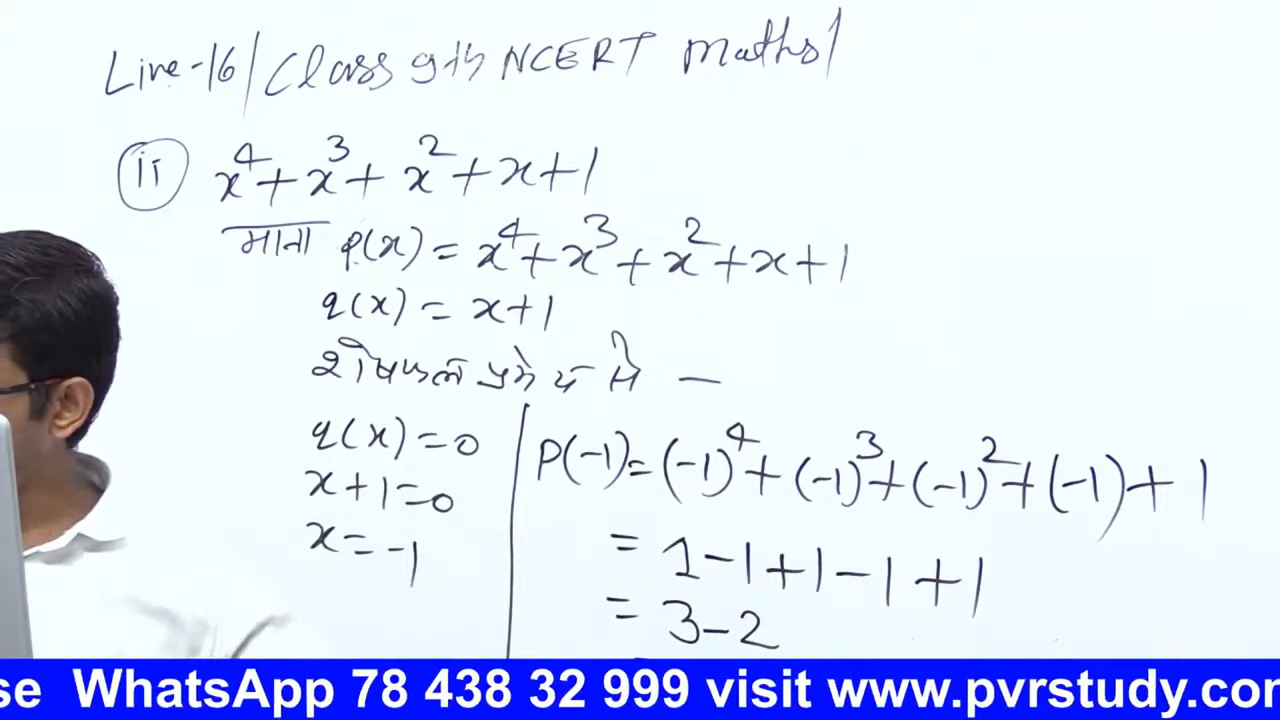 Live-16/Class 9th NCERT Maths/
ii x⁴+x³+x²+x+1
माना p(x) = x⁴+x³+x²+x+1
q(x) = x+1
शेषफल प्रमेय से —
q(x)=0
x+1=0
x=-1
P(-1)=(-1)⁴+(-1)³+(-1)²+(-1)+1
= 1-1+1-1+1
= 3-2
se WhatsApp 78 438 32 999 visit www.pvrstudy.com